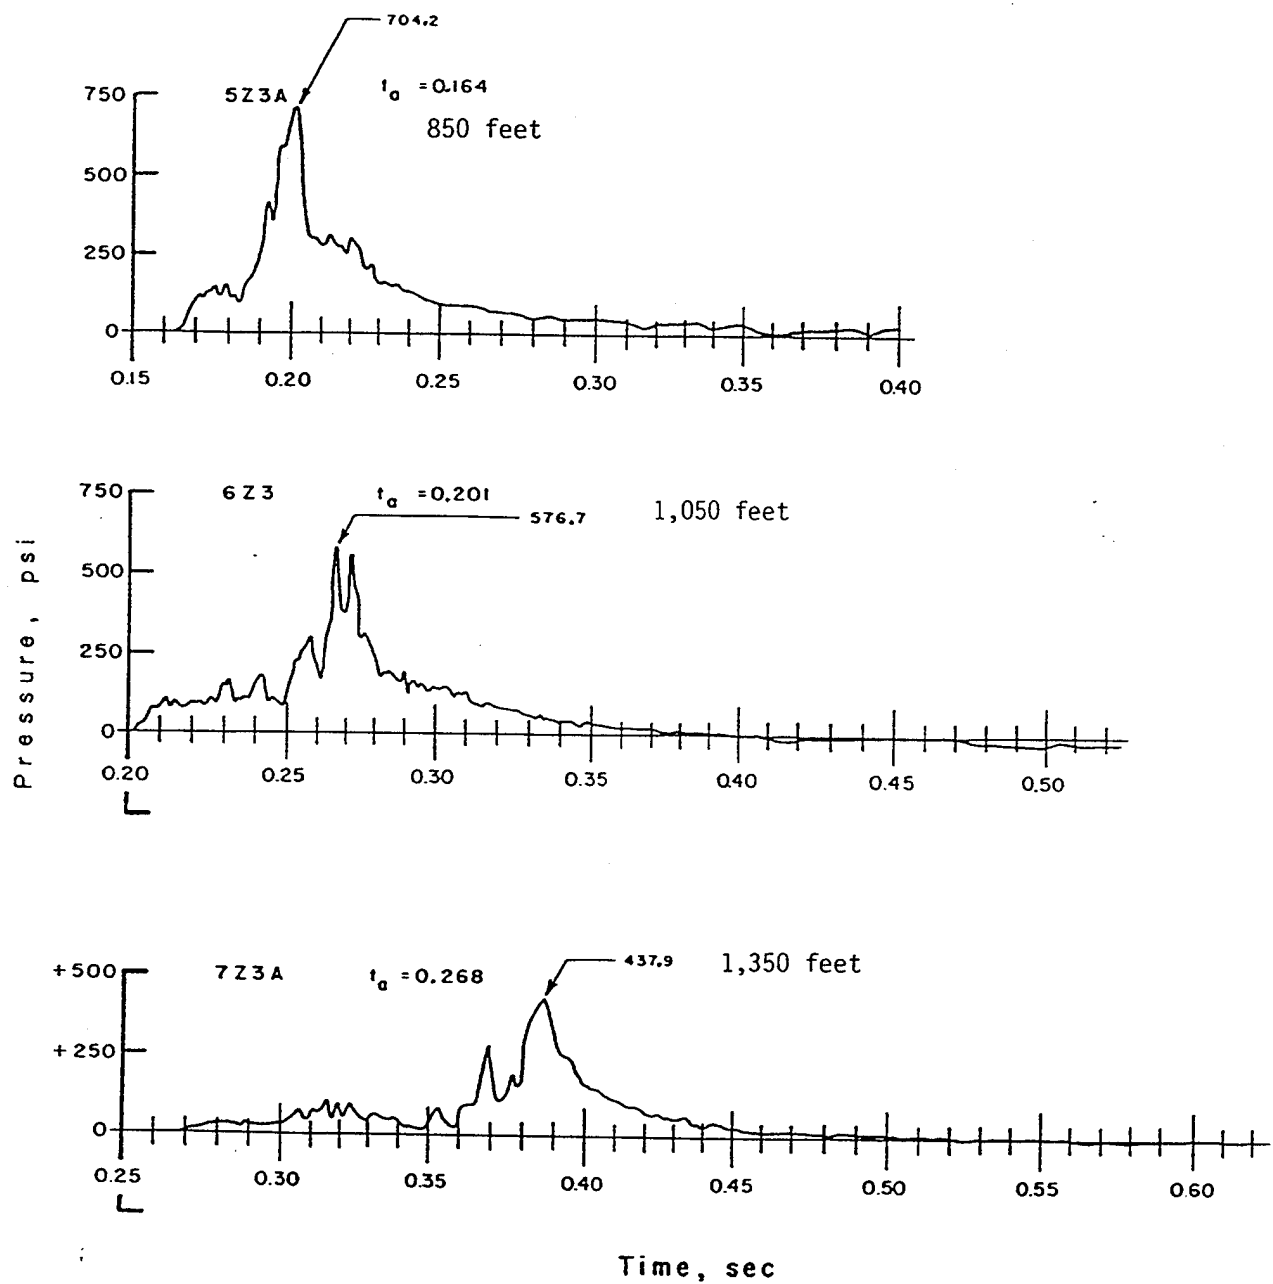 704.2
5Z3A
ta =0.164
850 feet
750
500
250
0
0.15 0.20 0.25 0.30 0.35 0.40
6Z3
ta =0.201
576.7
1,050 feet
750
500
250
0
0.20 0.25 0.30 0.35 0.40 0.45 0.50
Pressure, psi
7Z3A
ta =0.268
437.9
1,350 feet
+500
+250
0
0.25 0.30 0.35 0.40 0.45 0.50 0.55 0.60
Time, sec